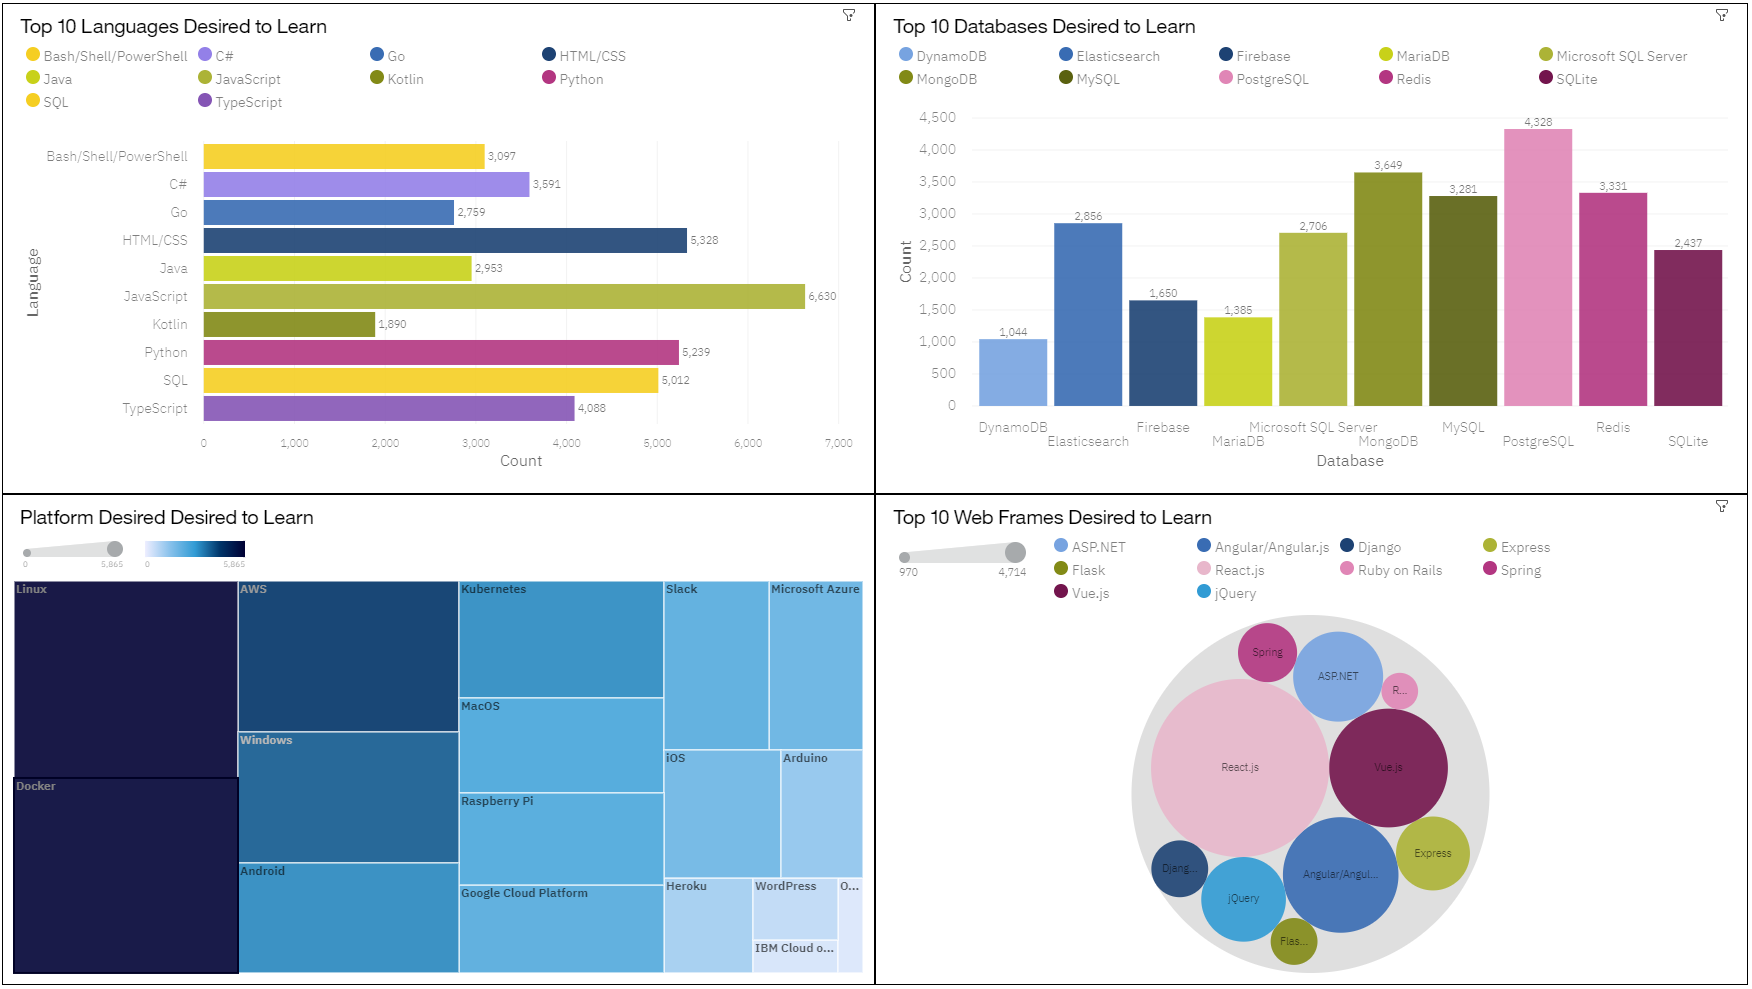 Top 10 Languages Desired to Learn
Bash/Shell/PowerShell C# Go HTML/CSS
Java JavaScript Kotlin Python
SQL TypeScript
Language
Bash/Shell/PowerShell 3,097
C# 3,591
Go 2,759
HTML/CSS 5,328
Java 2,953
JavaScript 6,630
Kotlin 1,890
Python 5,239
SQL 5,012
TypeScript 4,088
0 1,000 2,000 3,000 4,000 5,000 6,000 7,000
Count
Top 10 Databases Desired to Learn
DynamoDB Elasticsearch Firebase MariaDB Microsoft SQL Server
MongoDB MySQL PostgreSQL Redis SQLite
Count
4,500
4,000
3,500
3,000
2,500
2,000
1,500
1,000
500
0
1,044 2,856 1,650 1,385 2,706 3,649 3,281 4,328 3,331 2,437
DynamoDB Firebase Microsoft SQL Server MySQL Redis
Elasticsearch MariaDB MongoDB PostgreSQL SQLite
Database
Platform Desired Desired to Learn
0 5,865 0 5,865
Linux
Docker
AWS
Windows
Android
Kubernetes
MacOS
Raspberry Pi
Google Cloud Platform
Slack
Microsoft Azure
iOS
Arduino
Heroku
WordPress
O...
IBM Cloud o...
Top 10 Web Frames Desired to Learn
970 4,714
ASP.NET Angular/Angular.js Django Express
Flask React.js Ruby on Rails Spring
Vue.js jQuery
Spring
ASP.NET
R...
React.js
Vue.js
Express
Djang...
Angular/Angul...
jQuery
Flas...